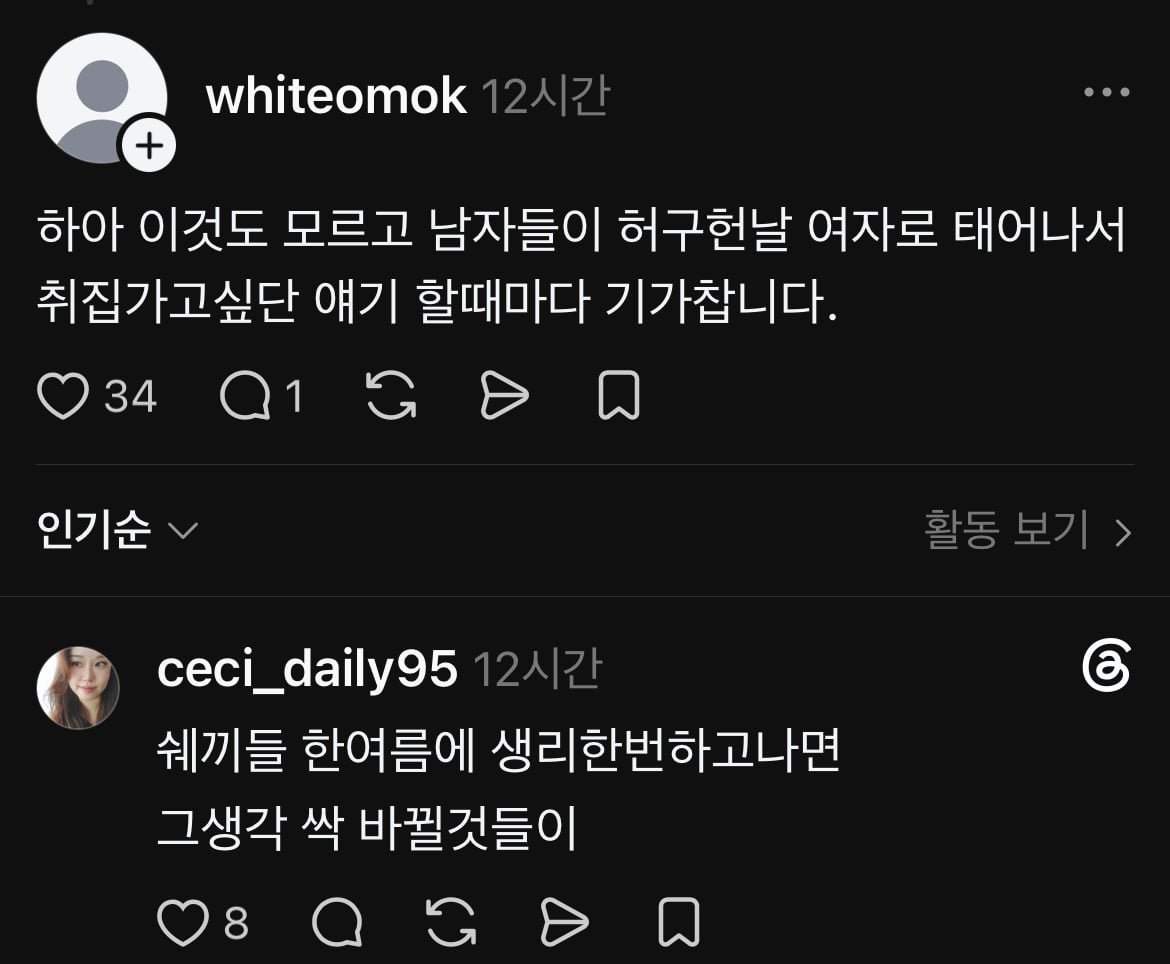 whiteomok 12시간
하아 이것도 모르고 남자들이 허구헌날 여자로 태어나서
취집가고싶단 얘기 할때마다 기가찹니다.
34 1
인기순 활동 보기
ceci_daily95 12시간
쉐끼들 한여름에 생리한번하고나면
그생각 싹 바뀔것들이
8